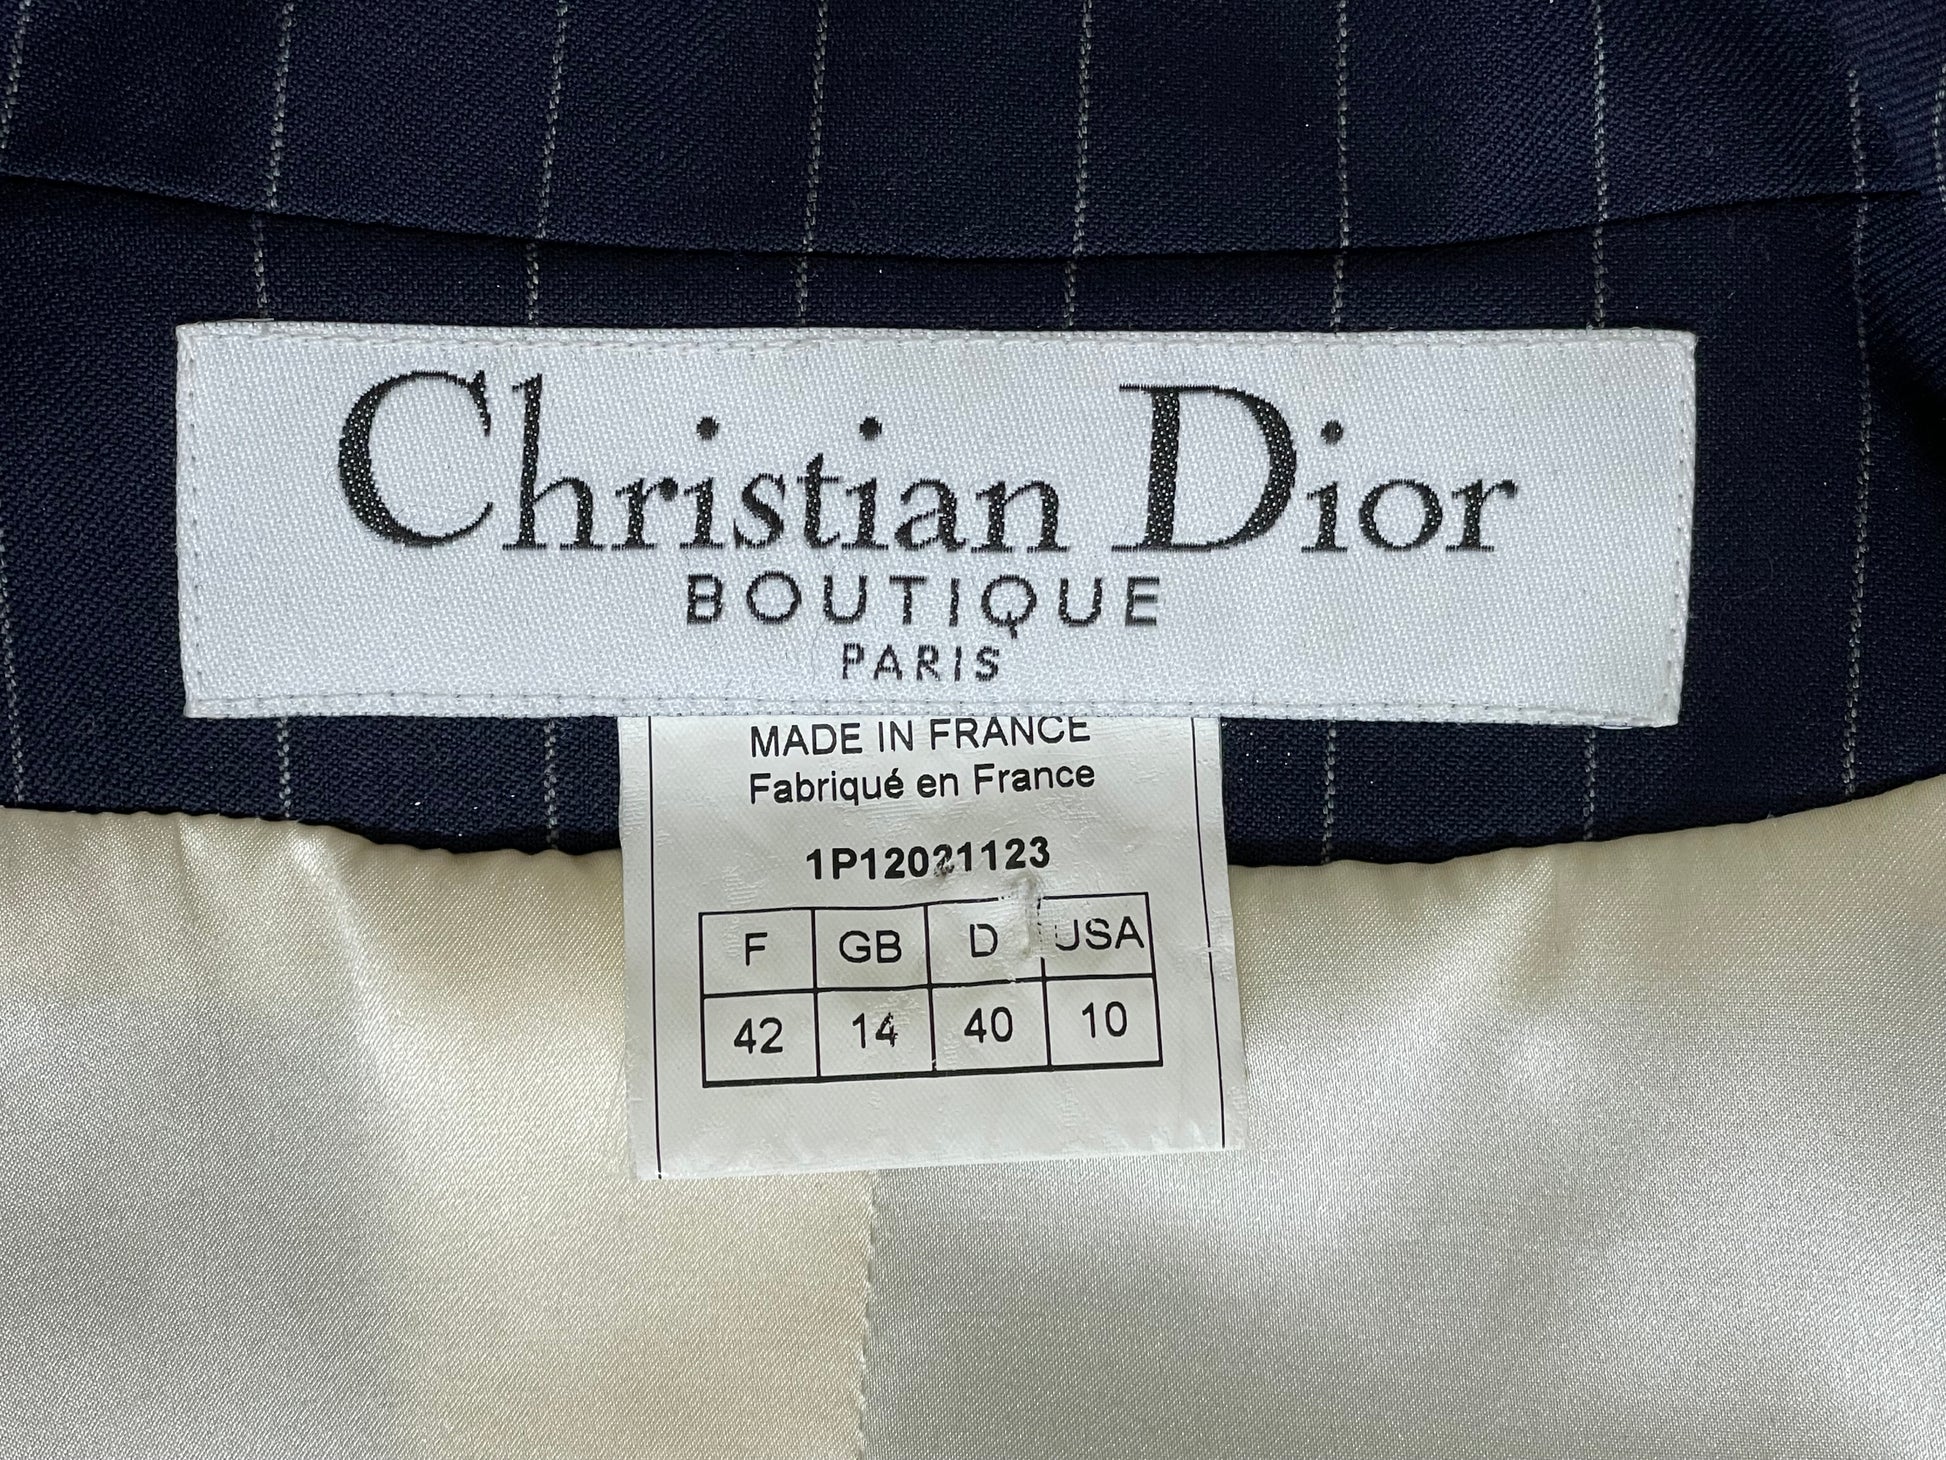 Christian Dior
BOUTIQUE
PARIS
MADE IN FRANCE
Fabriqué en France
1P12021123
F GB D USA
42 14 40 10